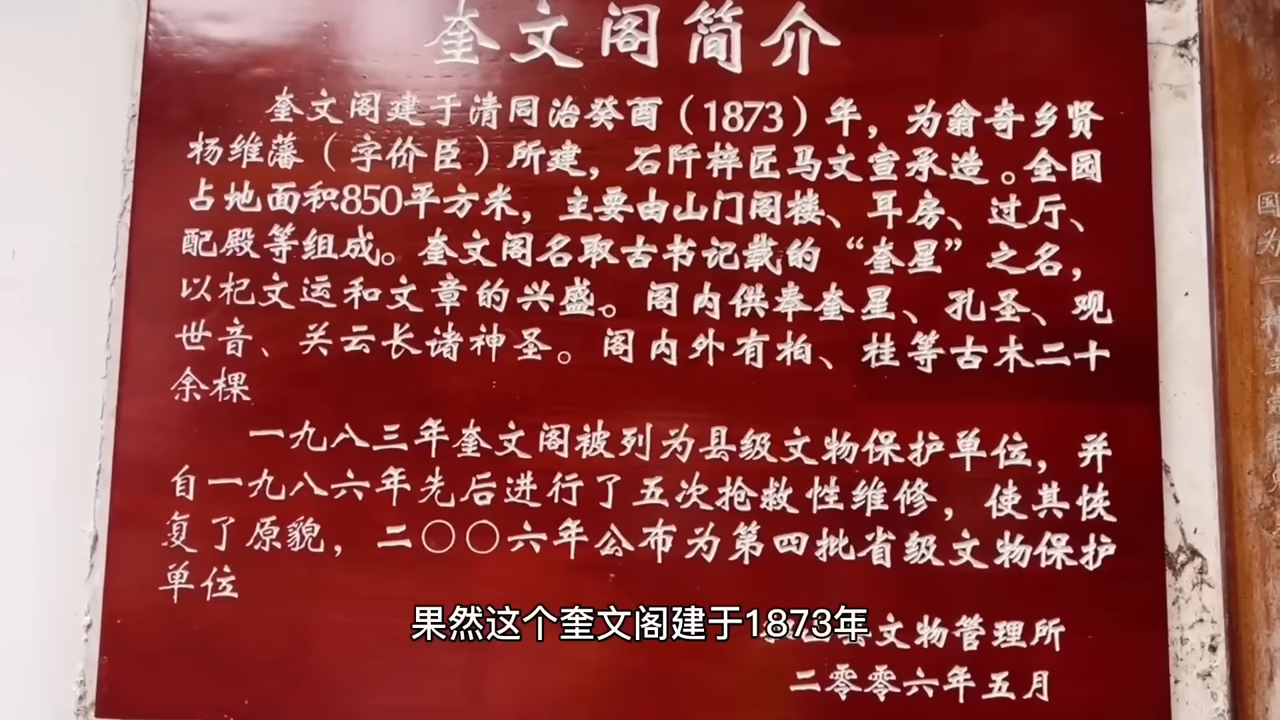 奎文阁简介
奎文阁建于清同治癸酉（1873）年，为翁奇乡贤
杨维藩（字价臣）所建，石阡梓匠马文宣承造。全园
占地面积850平方米，主要由山门阁楼、耳房、过厅、
配殿等组成。奎文阁名取古书记载的“奎星”之名，
以杞文运和文章的兴盛。阁内供奉奎星、孔圣、观
世音、关云长诸神圣。阁内外有柏、桂等古木二十
余棵
一九八三年奎文阁被列为县级文物保护单位，并
自一九八六年先后进行了五次抢救性维修，使其恢
复了原貌，二〇〇六年公布为第四批省级文物保护
单位
果然这个奎文阁建于1873年
文物管理所
二零零六年五月